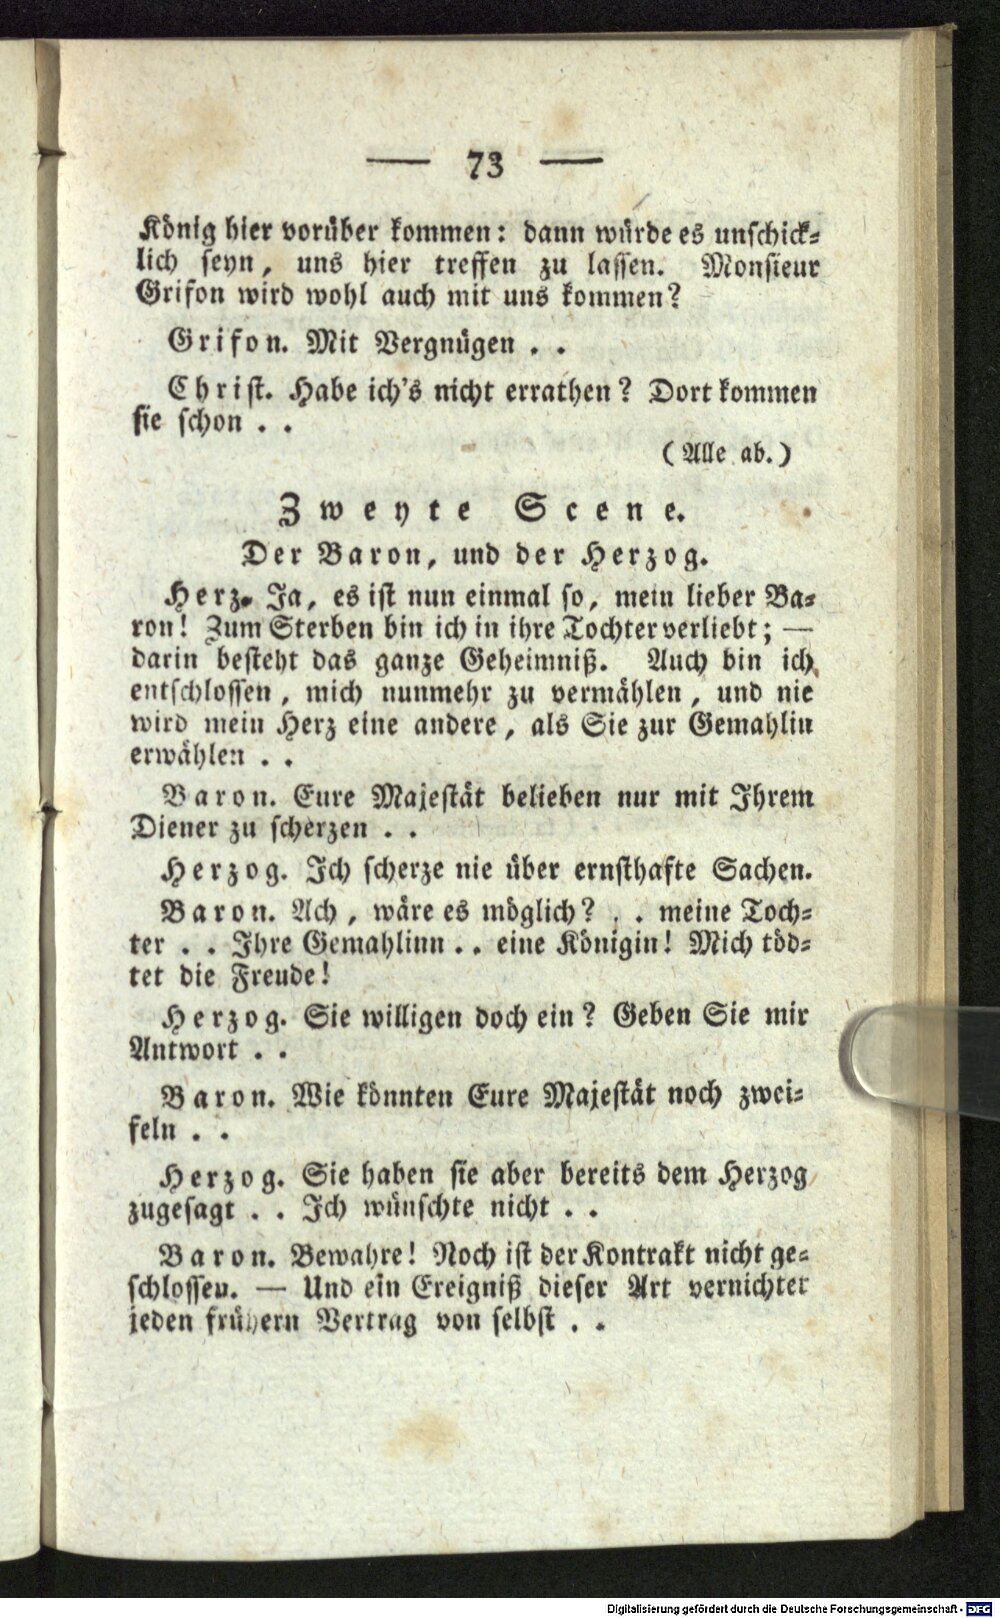 — 73 —
König hier vorüber kommen: dann würde es unschick-
lich seyn, uns hier treffen zu lassen. Monsieur
Grifon wird wohl auch mit uns kommen?
Grifon. Mit Vergnügen . .
Christ. Habe ich's nicht errathen? Dort kommen
sie schon . .
(Alle ab.)
Zweyte Scene.
Der Baron, und der Herzog.
Herz. Ja, es ist nun einmal so, mein lieber Ba-
ron! Zum Sterben bin ich in ihre Tochter verliebt; —
darin besteht das ganze Geheimniß. Auch bin ich
entschlossen, mich nunmehr zu vermählen, und nie
wird mein Herz eine andere, als Sie zur Gemahlin
erwählen . .
Baron. Eure Majestät belieben nur mit Ihrem
Diener zu scherzen . .
Herzog. Ich scherze nie über ernsthafte Sachen.
Baron. Ach, wäre es möglich? . . meine Toch-
ter . . Ihre Gemahlinn . . eine Königin! Mich töd-
tet die Freude!
Herzog. Sie willigen doch ein? Geben Sie mir
Antwort . .
Baron. Wie könnten Eure Majestät noch zwei-
feln . .
Herzog. Sie haben sie aber bereits dem Herzog
zugesagt . . Ich wünschte nicht . .
Baron. Bewahre! Noch ist der Kontrakt nicht ge-
schlossen. — Und ein Ereigniß dieser Art vernichtet
jeden frühern Vertrag von selbst . .
Digitalisierung gefördert durch die Deutsche Forschungsgemeinschaft - DFG